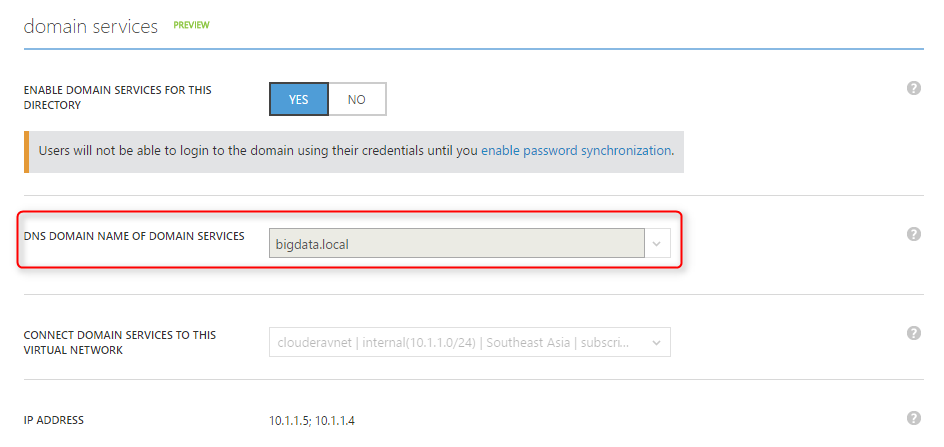 domain services PREVIEW
ENABLE DOMAIN SERVICES FOR THIS
DIRECTORY
YES NO
?
Users will not be able to login to the domain using their credentials until you enable password synchronization.
DNS DOMAIN NAME OF DOMAIN SERVICES
bigdata.local
?
CONNECT DOMAIN SERVICES TO THIS
VIRTUAL NETWORK
clouderavnet | internal(10.1.1.0/24) | Southeast Asia | subscri...
?
IP ADDRESS
10.1.1.5; 10.1.1.4
?